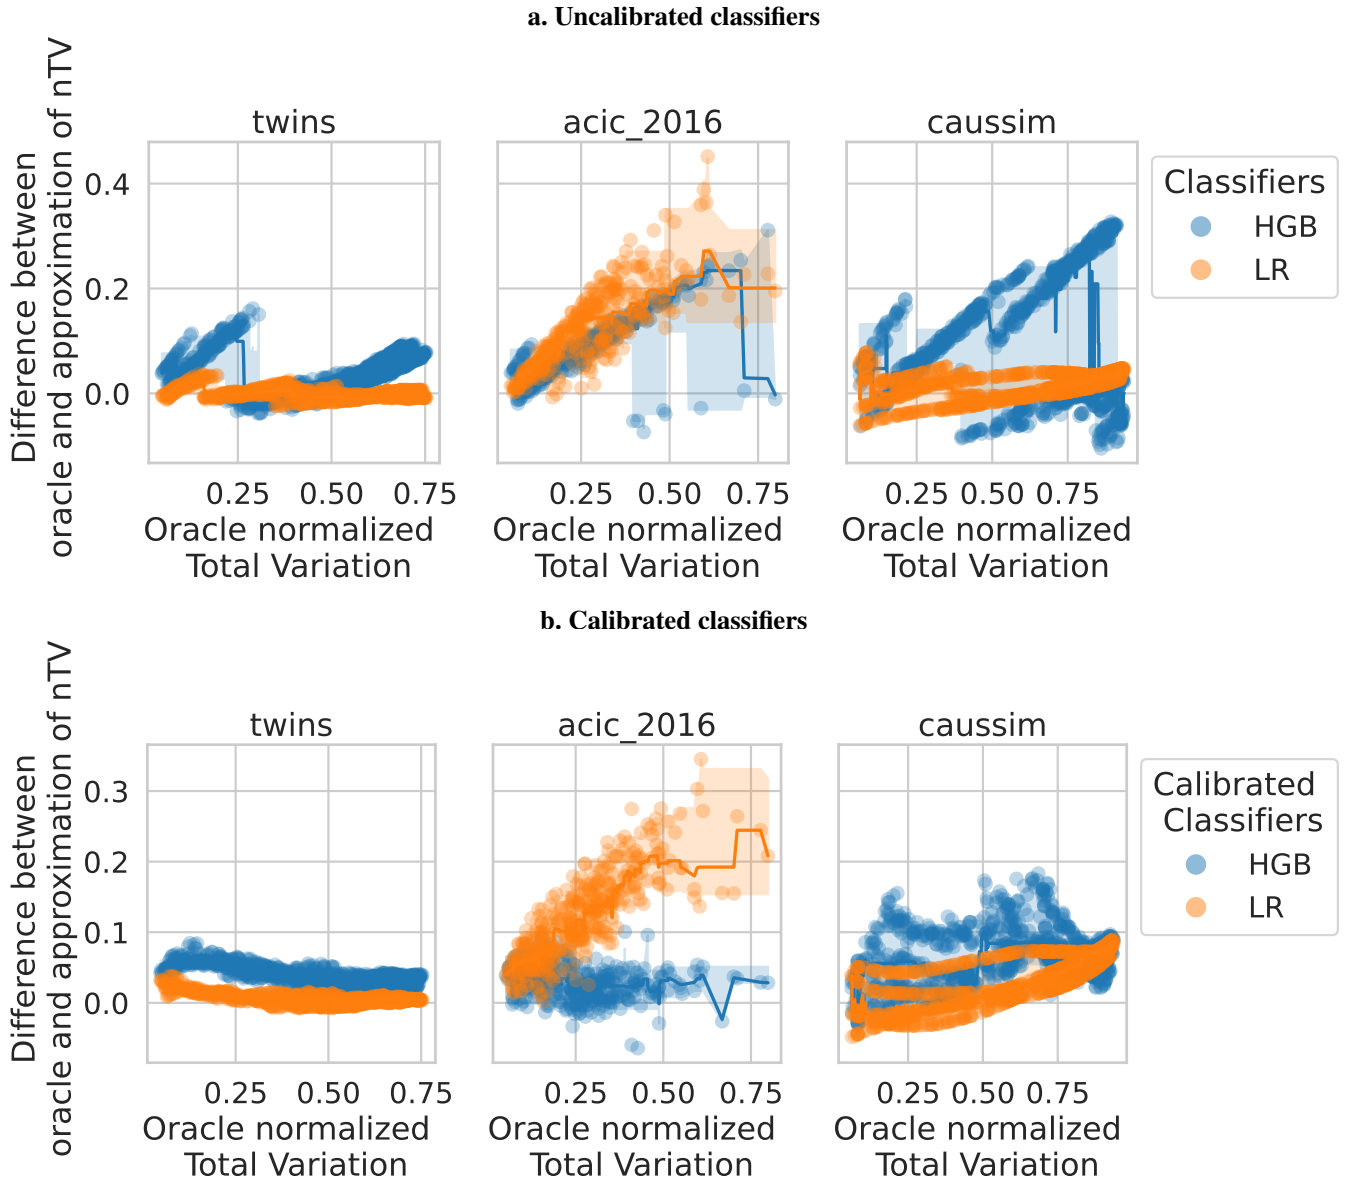 a. Uncalibrated classifiers
Difference between
oracle and approximation of nTV
twins
acic_2016
caussim
0.4
0.2
0.0
0.25 0.50 0.75
0.25 0.50 0.75
0.25 0.50 0.75
Oracle normalized
Total Variation
Oracle normalized
Total Variation
Oracle normalized
Total Variation
Classifiers
HGB
LR
b. Calibrated classifiers
Difference between
oracle and approximation of nTV
twins
acic_2016
caussim
0.3
0.2
0.1
0.0
0.25 0.50 0.75
0.25 0.50 0.75
0.25 0.50 0.75
Oracle normalized
Total Variation
Oracle normalized
Total Variation
Oracle normalized
Total Variation
Calibrated
Classifiers
HGB
LR